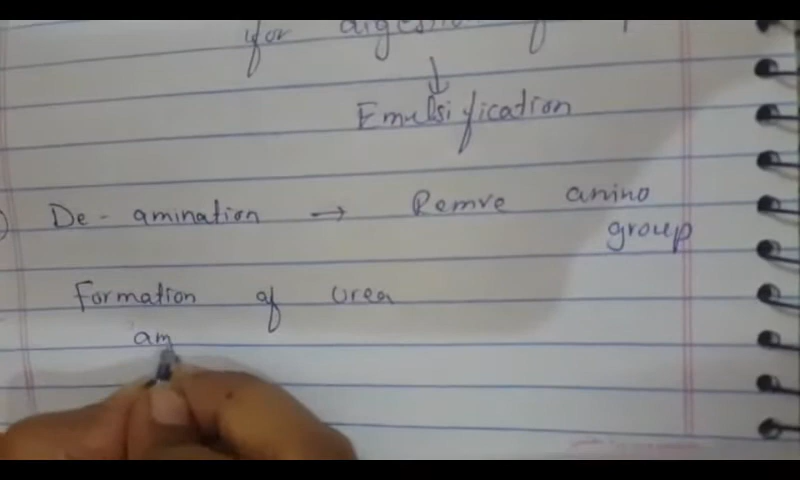 for
Emulsification
De-amination → Remve amino
group
Formation of urea
am